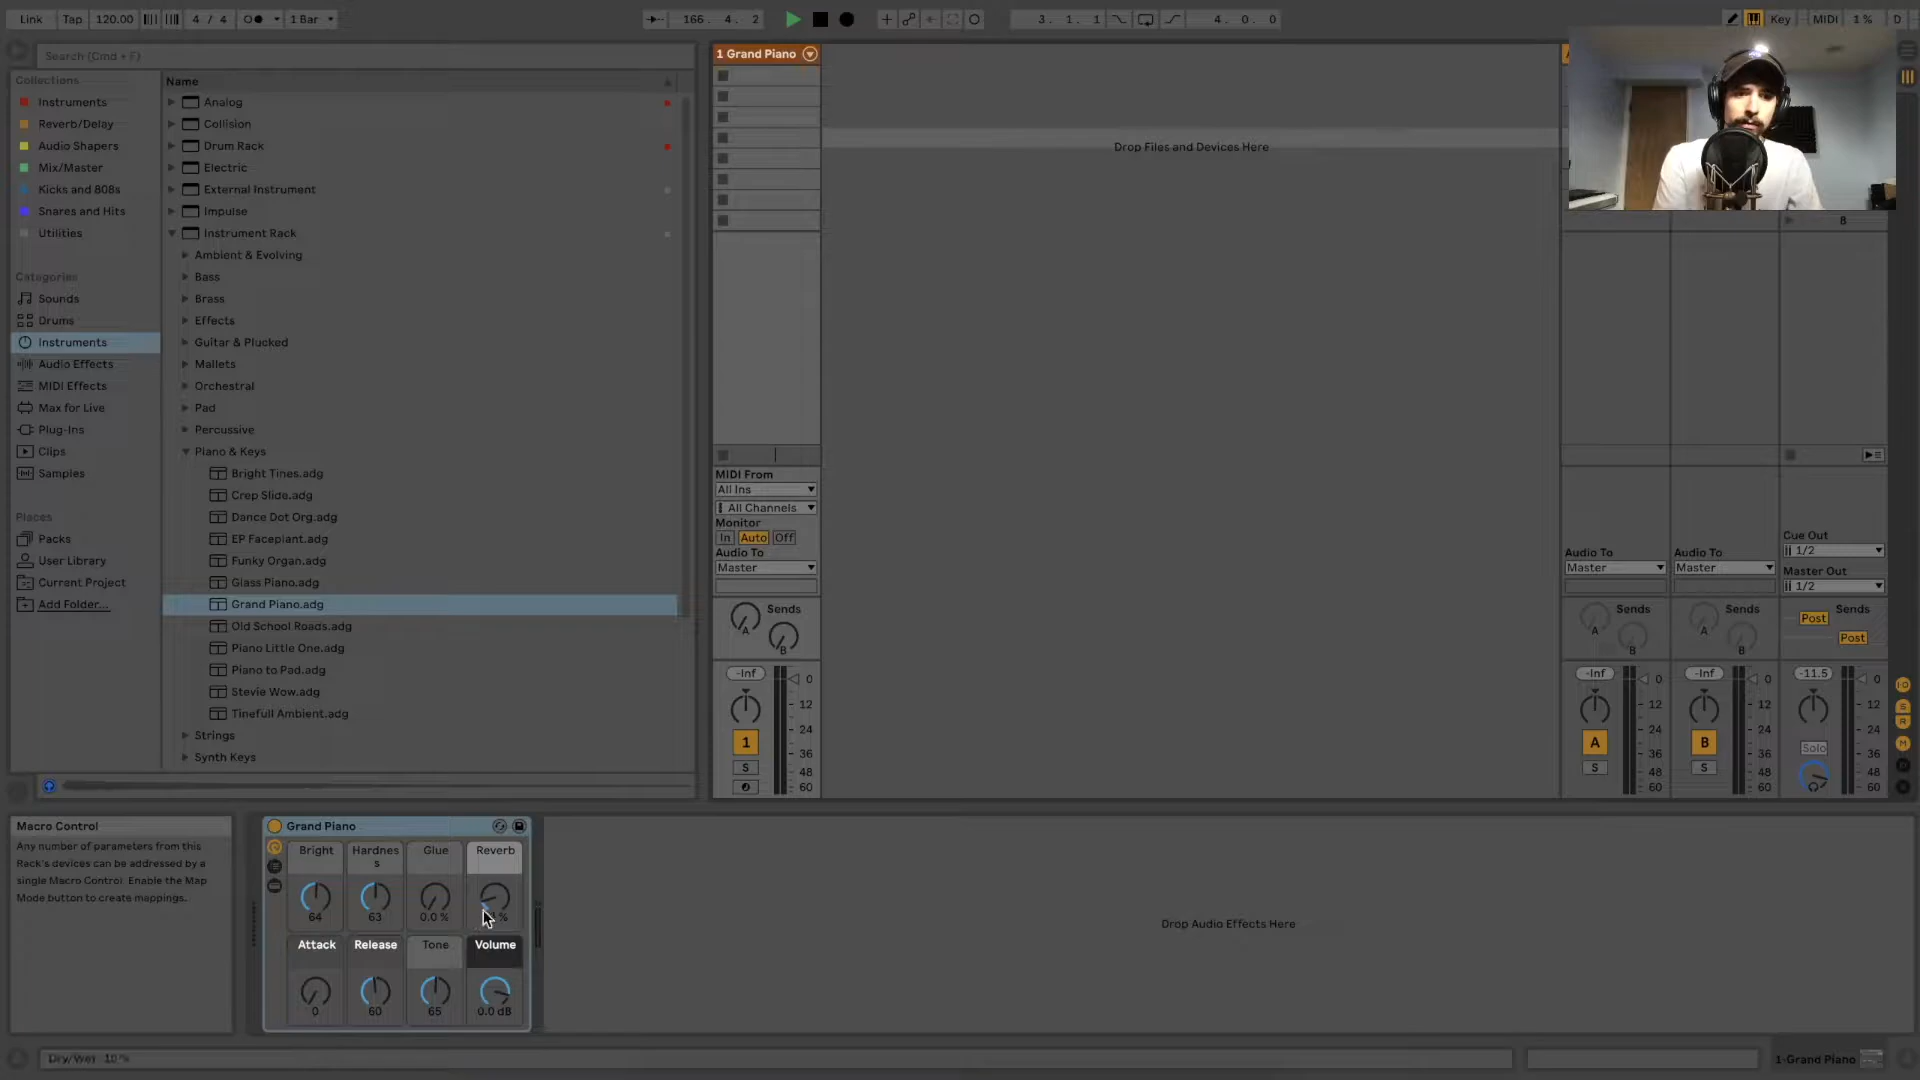 Link Tap 120.00 4 / 4 1 Bar 166 . 4 . 2 3 . 1 . 1 4 . 0 . 0 Key MIDI 1 % D
Search (Cmd + F)
Collections
Instruments
Reverb/Delay
Audio Shapers
Mix/Master
Kicks and 808s
Snares and Hits
Utilities
Categories
Sounds
Drums
Instruments
Audio Effects
MIDI Effects
Max for Live
Plug-Ins
Clips
Samples
Places
Packs
User Library
Current Project
Add Folder...
Name
Analog
Collision
Drum Rack
Electric
External Instrument
Impulse
Instrument Rack
Ambient & Evolving
Bass
Brass
Effects
Guitar & Plucked
Mallets
Orchestral
Pad
Percussive
Piano & Keys
Bright Tines.adg
Crep Slide.adg
Dance Dot Org.adg
EP Faceplant.adg
Funky Organ.adg
Glass Piano.adg
Grand Piano.adg
Old School Roads.adg
Piano Little One.adg
Piano to Pad.adg
Stevie Wow.adg
Tinefull Ambient.adg
Strings
Synth Keys
1 Grand Piano
Drop Files and Devices Here
8
MIDI From
All Ins
All Channels
Monitor
In Auto Off
Audio To
Master
Sends
A
B
-Inf
0
12
24
1 36
S 48
60
Audio To
Master
Sends
A
B
-Inf
0
12
24
A 36
S 48
60
Audio To
Master
Sends
A
B
-Inf
0
12
24
B 36
S 48
60
Cue Out
1/2
Master Out
1/2
Sends
Post
Post
-11.5
0
12
24
Solo 36
48
60
I·O
S
R
M
Macro Control
Any number of parameters from this
Rack's devices can be addressed by a
single Macro Control. Enable the Map
Mode button to create mappings.
Grand Piano
Bright Hardnes Glue Reverb
s
64 63 0.0 % %
Attack Release Tone Volume
0 60 65 0.0 dB
Drop Audio Effects Here
Dry/Wet 10 %
1-Grand Piano